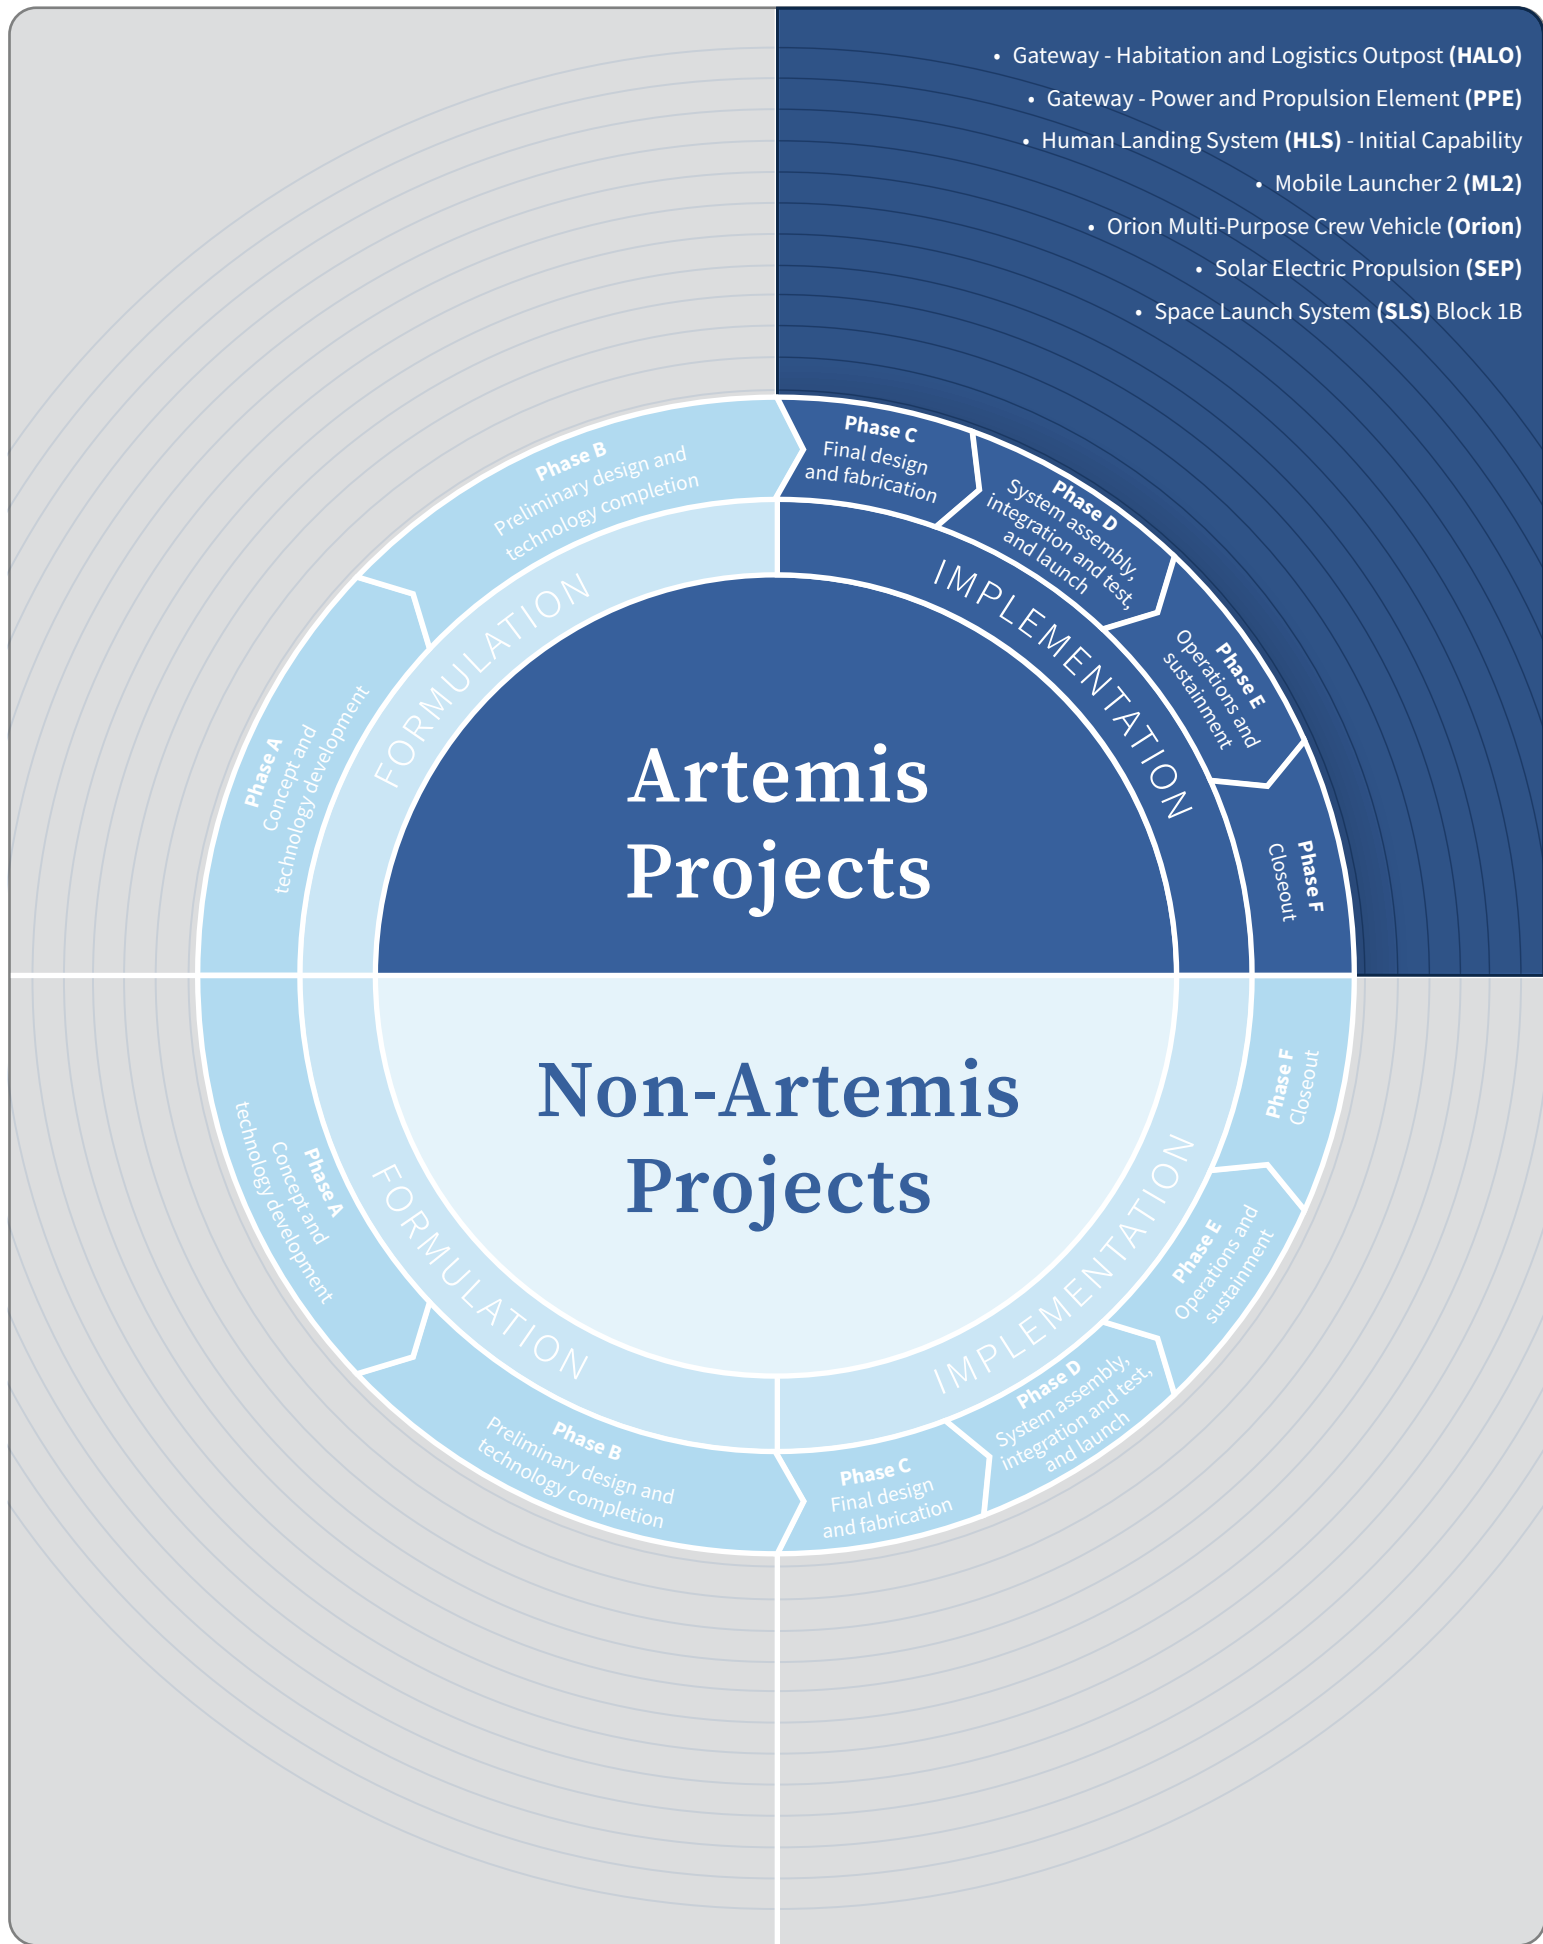 • Gateway - Habitation and Logistics Outpost (HALO)
• Gateway - Power and Propulsion Element (PPE)
• Human Landing System (HLS) - Initial Capability
• Mobile Launcher 2 (ML2)
• Orion Multi-Purpose Crew Vehicle (Orion)
• Solar Electric Propulsion (SEP)
• Space Launch System (SLS) Block 1B
Phase A
Concept and
technology development
Phase B
Preliminary design and
technology completion
Phase C
Final design
and fabrication
Phase D
System assembly,
integration and test,
and launch
Phase E
Operations and
sustainment
Phase F
Closeout
FORMULATION
IMPLEMENTATION
Artemis
Projects
Non-Artemis
Projects
FORMULATION
IMPLEMENTATION
Phase A
Concept and
technology development
Phase B
Preliminary design and
technology completion
Phase C
Final design
and fabrication
Phase D
System assembly,
integration and test,
and launch
Phase E
Operations and
sustainment
Phase F
Closeout